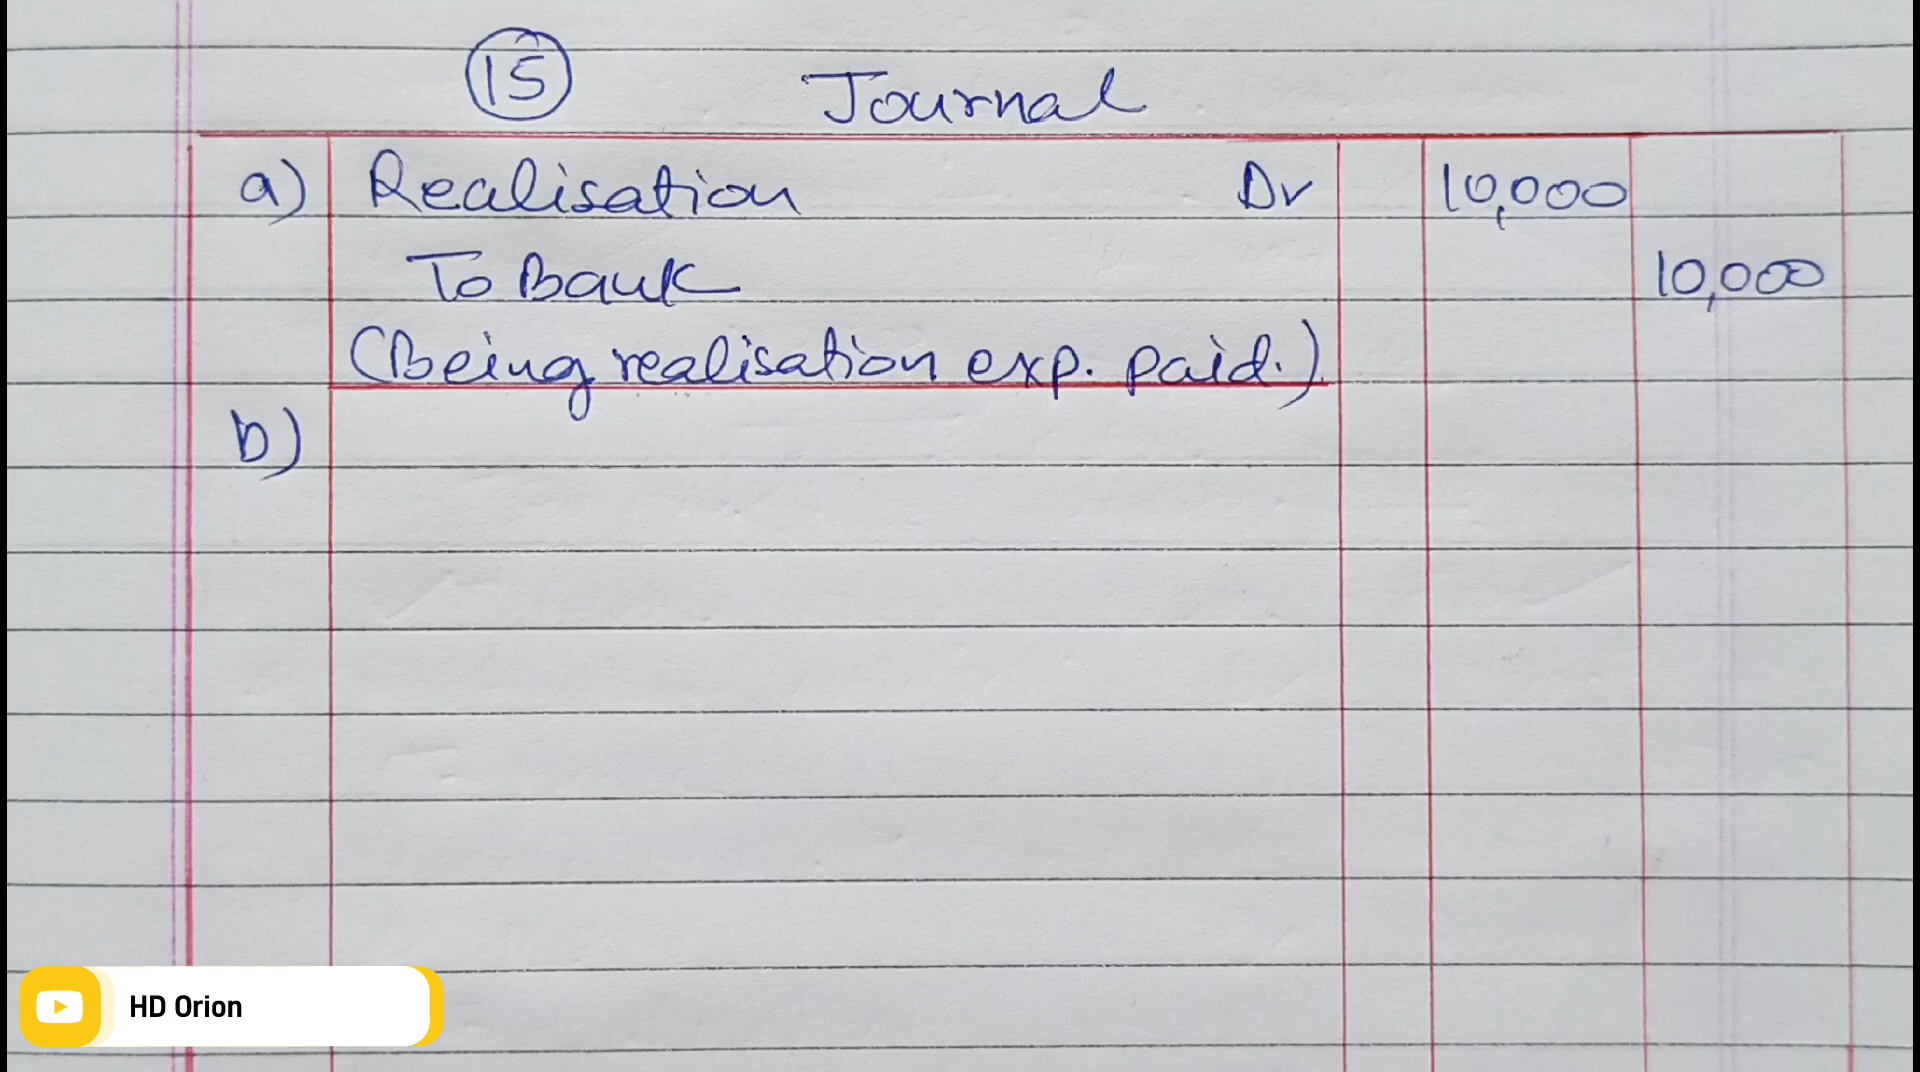 15 Journal
a) Realisation Dr 10,000
To Bank 10,000
(Being realisation exp. paid.)
b)
HD Orion